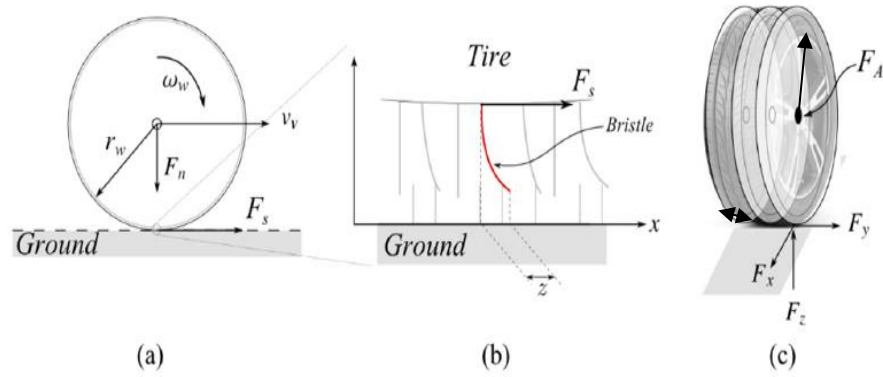 ω_w
v_v
r_w
F_n
F_s
Ground
(a)
Tire
F_s
Bristle
x
Ground
z
(b)
F_A
F_y
F_x
F_z
(c)